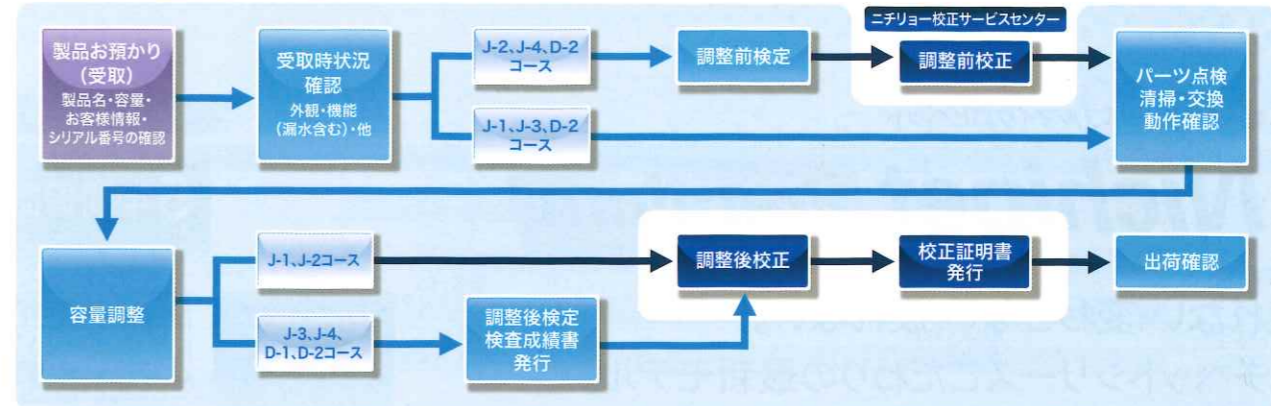 ニチリョー校正サービスセンター
製品お預かり
(受取)
製品名・容量・
お客様情報・
シリアル番号の確認
受取時状況
確認
外観・機能
(漏水含む)・他
J-2、J-4、D-2
コース
調整前検定
調整前校正
パーツ点検
清掃・交換
動作確認
J-1、J-3、D-2
コース
容量調整
J-1、J-2コース
調整後校正
校正証明書
発行
出荷確認
J-3、J-4、
D-1、D-2コース
調整後検定
検査成績書
発行